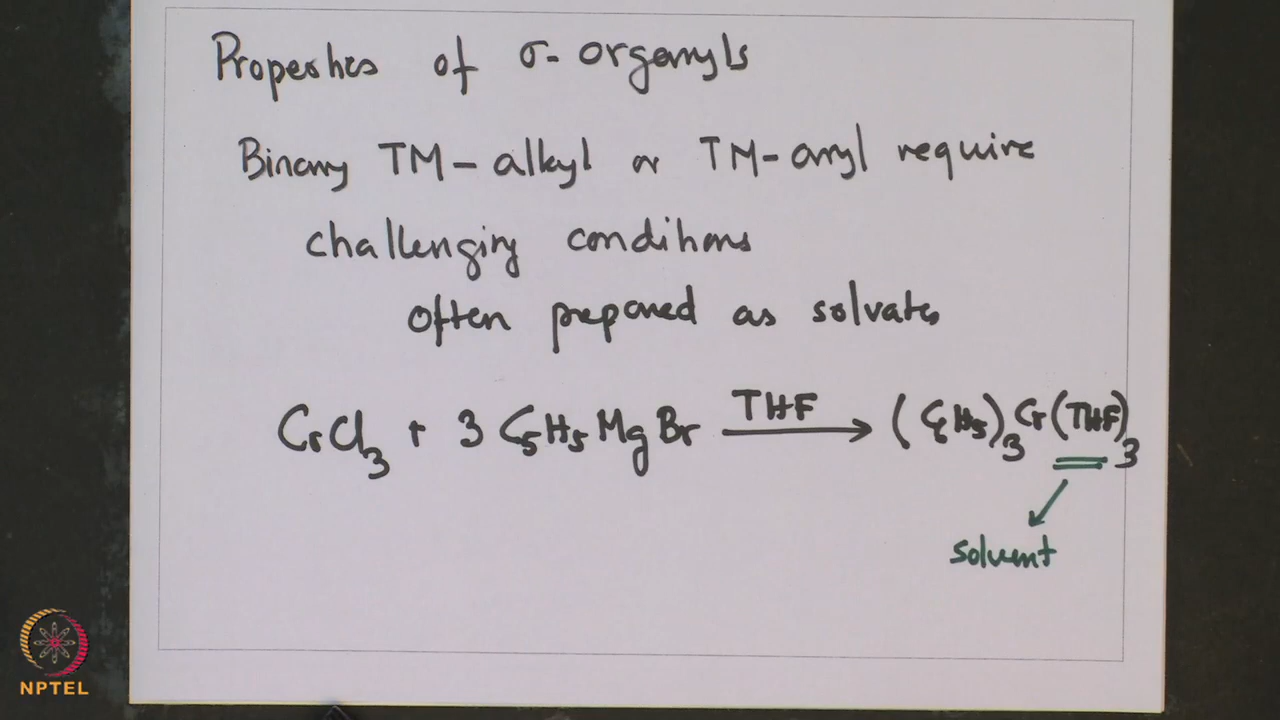 Properties of σ- organyls
Binary TM - alkyl or TM- aryl require
challenging conditions
often prepared as solvates
CrCl₃ + 3 C₅H₅MgBr THF → (C₆H₅)₃Cr(THF)₃
solvent
NPTEL